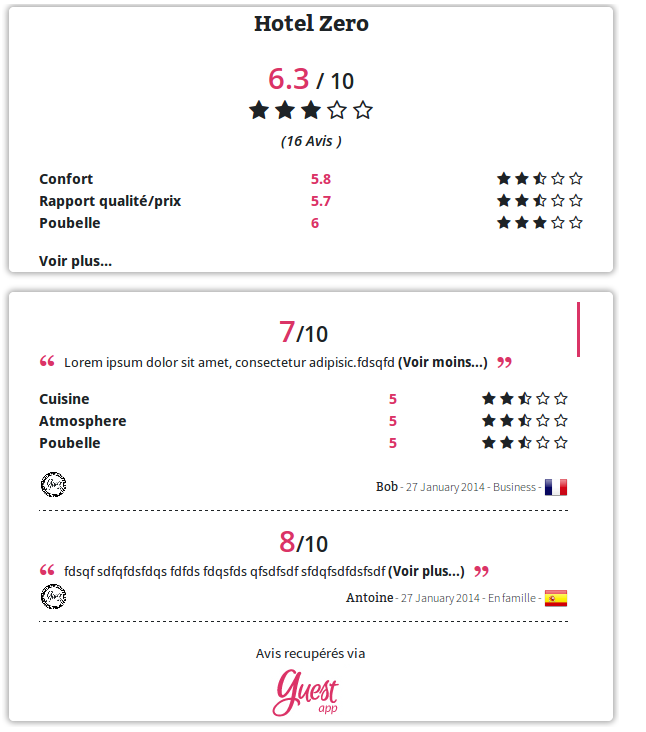 Hotel Zero
6.3 / 10
(16 Avis )
Confort 5.8
Rapport qualité/prix 5.7
Poubelle 6
Voir plus...
7/10
“ Lorem ipsum dolor sit amet, consectetur adipisic.fdsqfd (Voir moins...) ”
Cuisine 5
Atmosphere 5
Poubelle 5
Bob - 27 January 2014 - Business -
8/10
“ fdsqf sdfqfdsfdqs fdfds fdqsfds qfsdfsdf sfdqfsdfdsfsdf (Voir plus...) ”
Antoine - 27 January 2014 - En famille -
Avis recupérés via
guest
app